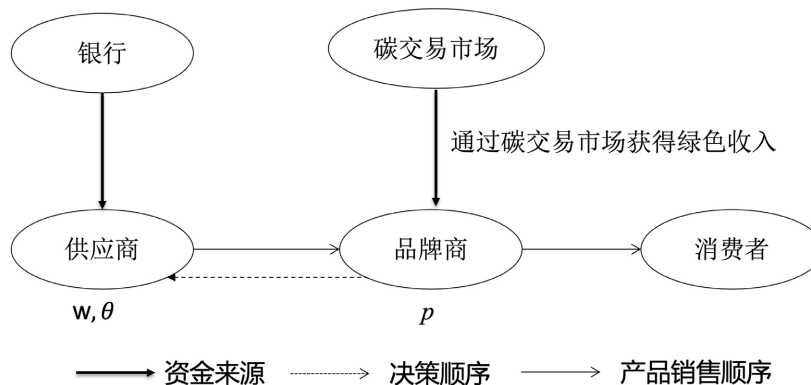 银行
碳交易市场
通过碳交易市场获得绿色收入
供应商
品牌商
消费者
w, θ
p
资金来源
决策顺序
产品销售顺序